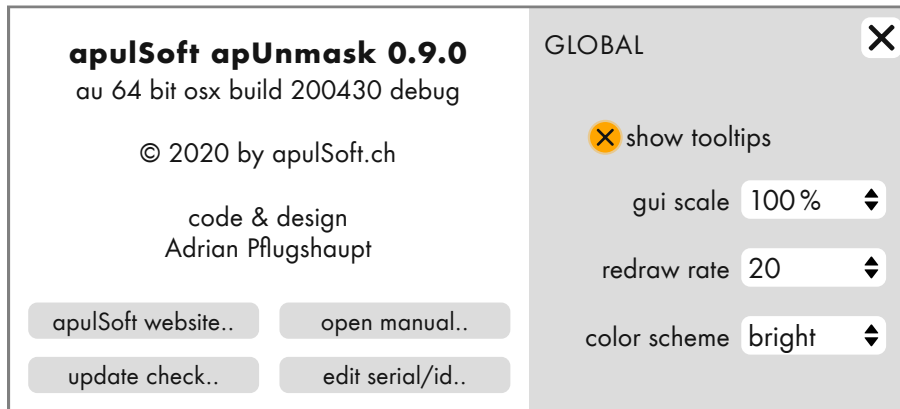 apulSoft apUnmask 0.9.0
au 64 bit osx build 200430 debug
© 2020 by apulSoft.ch
code & design
Adrian Pflugshaupt
apulSoft website..
open manual..
update check..
edit serial/id..
GLOBAL
show tooltips
gui scale 100 %
redraw rate 20
color scheme bright